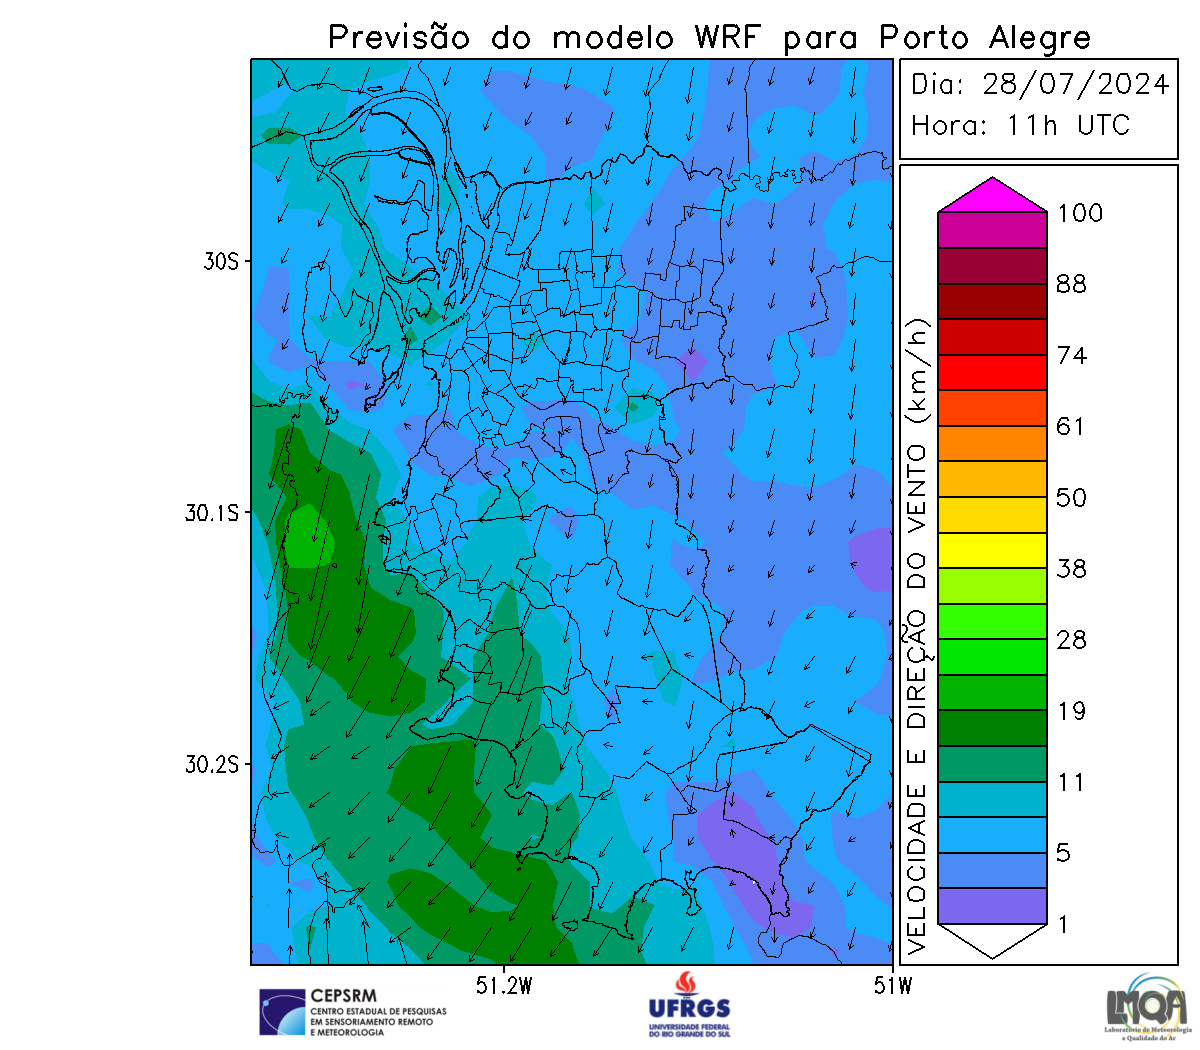 Previsão do modelo WRF para Porto Alegre
Dia: 28/07/2024
Hora: 11h UTC
100
88
74
61
50
38
28
19
11
5
1
VELOCIDADE E DIREÇÃO DO VENTO (km/h)
30S
30.1S
30.2S
51.2W
51W
CEPSRM
CENTRO ESTADUAL DE PESQUISAS
EM SENSORIAMENTO REMOTO
E METEOROLOGIA
UFRGS
UNIVERSIDADE FEDERAL
DO RIO GRANDE DO SUL
LMQA
Laboratório de Meteorologia
e Qualidade do Ar